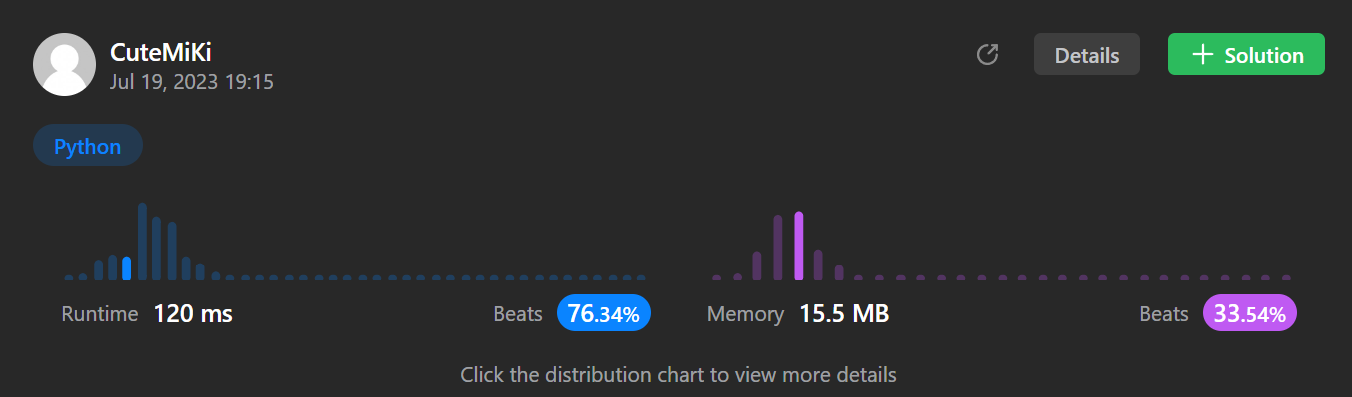 CuteMiKi
Jul 19, 2023 19:15
Details
Solution
Python
Runtime 120 ms Beats 76.34%
Memory 15.5 MB Beats 33.54%
Click the distribution chart to view more details